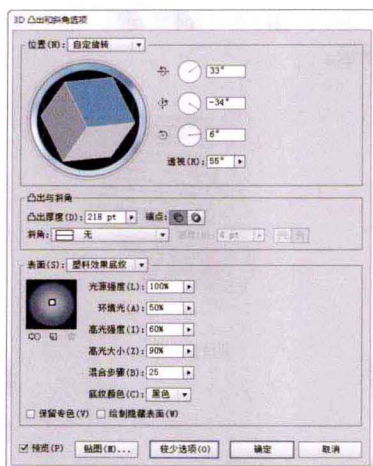 3D 凸出和斜角选项
位置(N): 自定旋转
33°
-34°
6°
透视(R): 55°
凸出与斜角
凸出厚度(D): 218 pt 端点:
斜角: 无 高度(H): 4 pt
表面(S): 塑料效果底纹
光源强度(L): 100%
环境光(A): 50%
高光强度(I): 60%
高光大小(Z): 90%
混合步骤(B): 25
底纹颜色(C): 黑色
保留专色(V) 绘制隐藏表面(W)
预览(P) 贴图(M)... 较少选项(O) 确定 取消